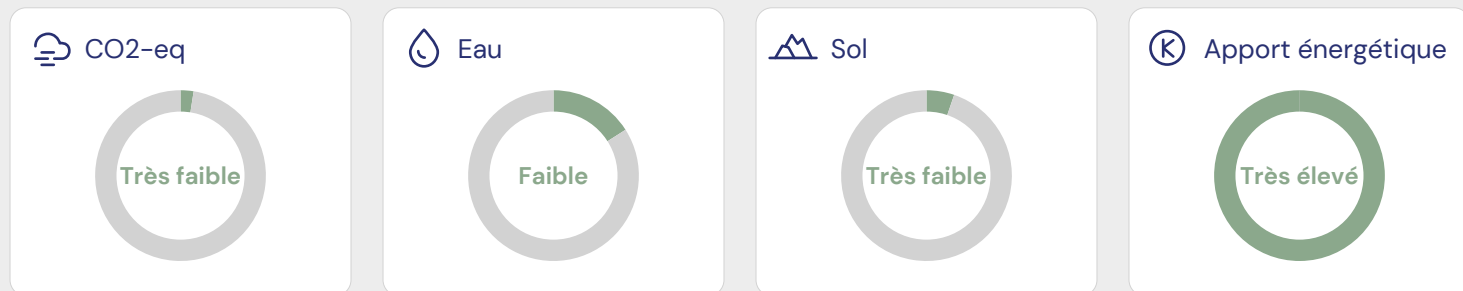 CO2-eq
Très faible
Eau
Faible
Sol
Très faible
Apport énergétique
Très élevé